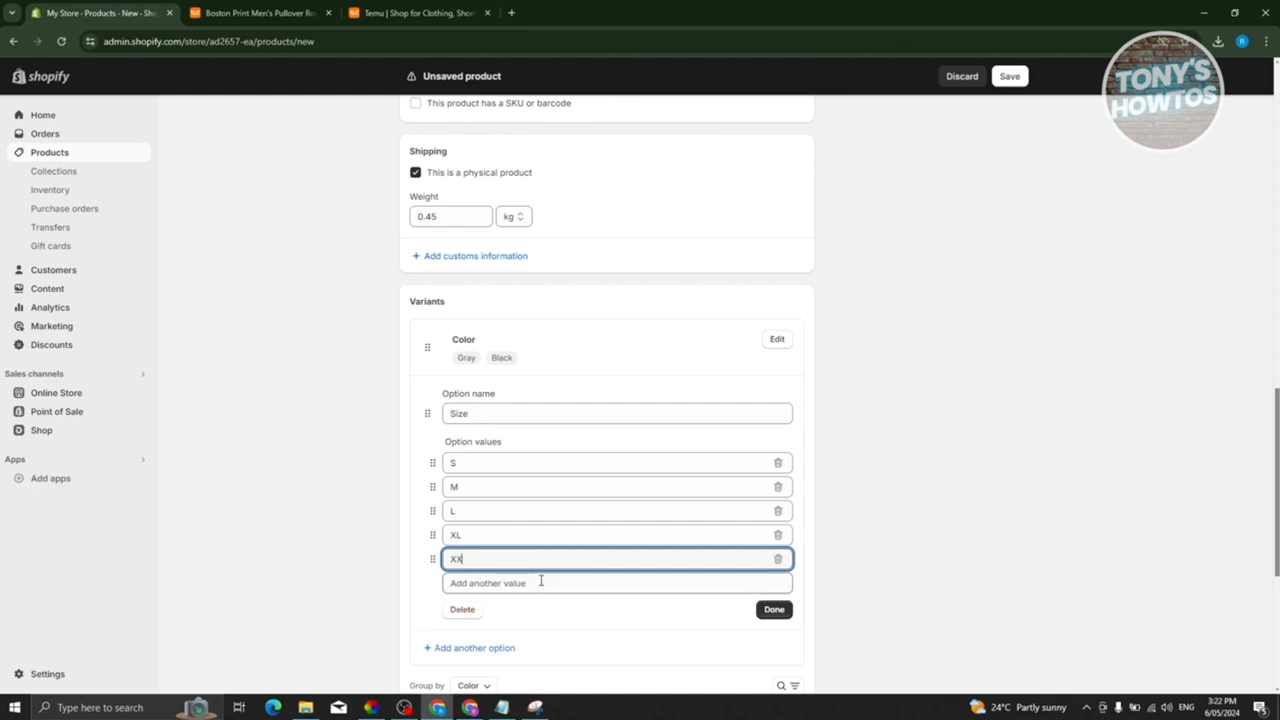 My Store - Products - New - Sho
Boston Print Men's Pullover Ro
Temu | Shop for Clothing, Shoe
admin.shopify.com/store/ad2657-ea/products/new
shopify
Unsaved product
Discard
Save
TONY'S
HOWTOS
Home
Orders
Products
Collections
Inventory
Purchase orders
Transfers
Gift cards
Customers
Content
Analytics
Marketing
Discounts
Sales channels
Online Store
Point of Sale
Shop
Apps
Add apps
Settings
This product has a SKU or barcode
Shipping
This is a physical product
Weight
0.45
kg
+ Add customs information
Variants
Color
Edit
Gray
Black
Option name
Size
Option values
S
M
L
XL
XX
Add another value
Delete
Done
+ Add another option
Group by
Color
Type here to search
24°C Partly sunny
ENG
3:22 PM
6/05/2024
5